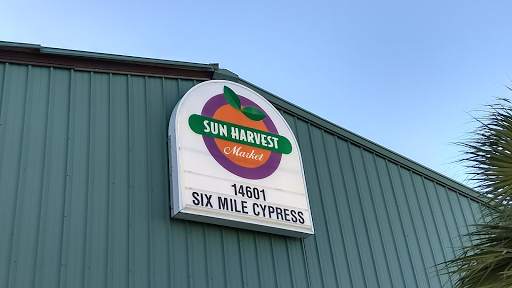 SUN HARVEST
Market
14601
SIX MILE CYPRESS